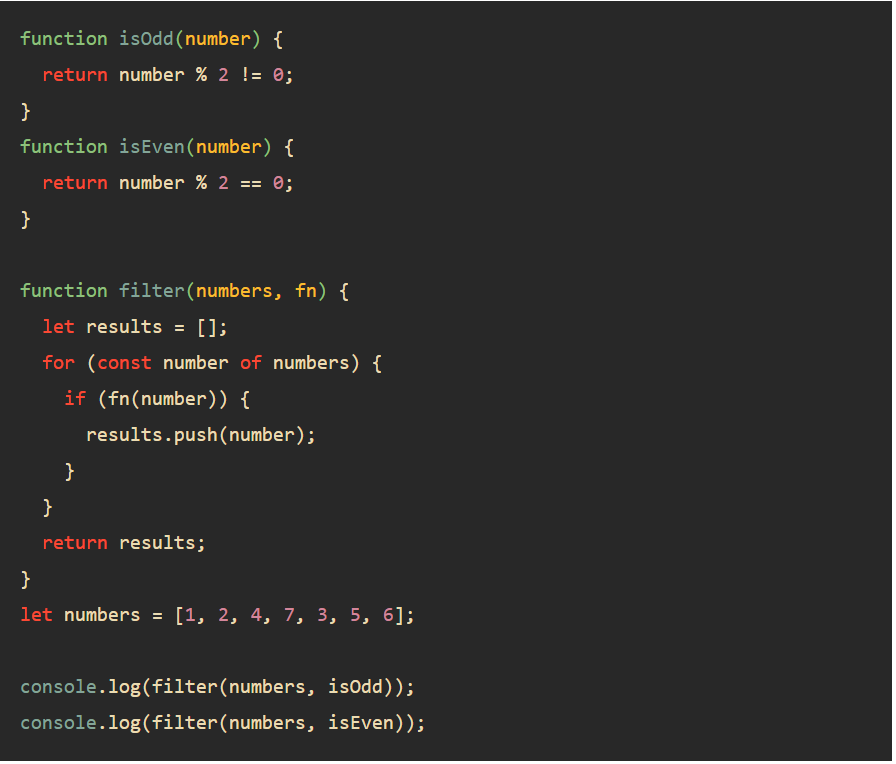 function isOdd(number) {
  return number % 2 != 0;
}
function isEven(number) {
  return number % 2 == 0;
}

function filter(numbers, fn) {
  let results = [];
  for (const number of numbers) {
    if (fn(number)) {
      results.push(number);
    }
  }
  return results;
}
let numbers = [1, 2, 4, 7, 3, 5, 6];

console.log(filter(numbers, isOdd));
console.log(filter(numbers, isEven));